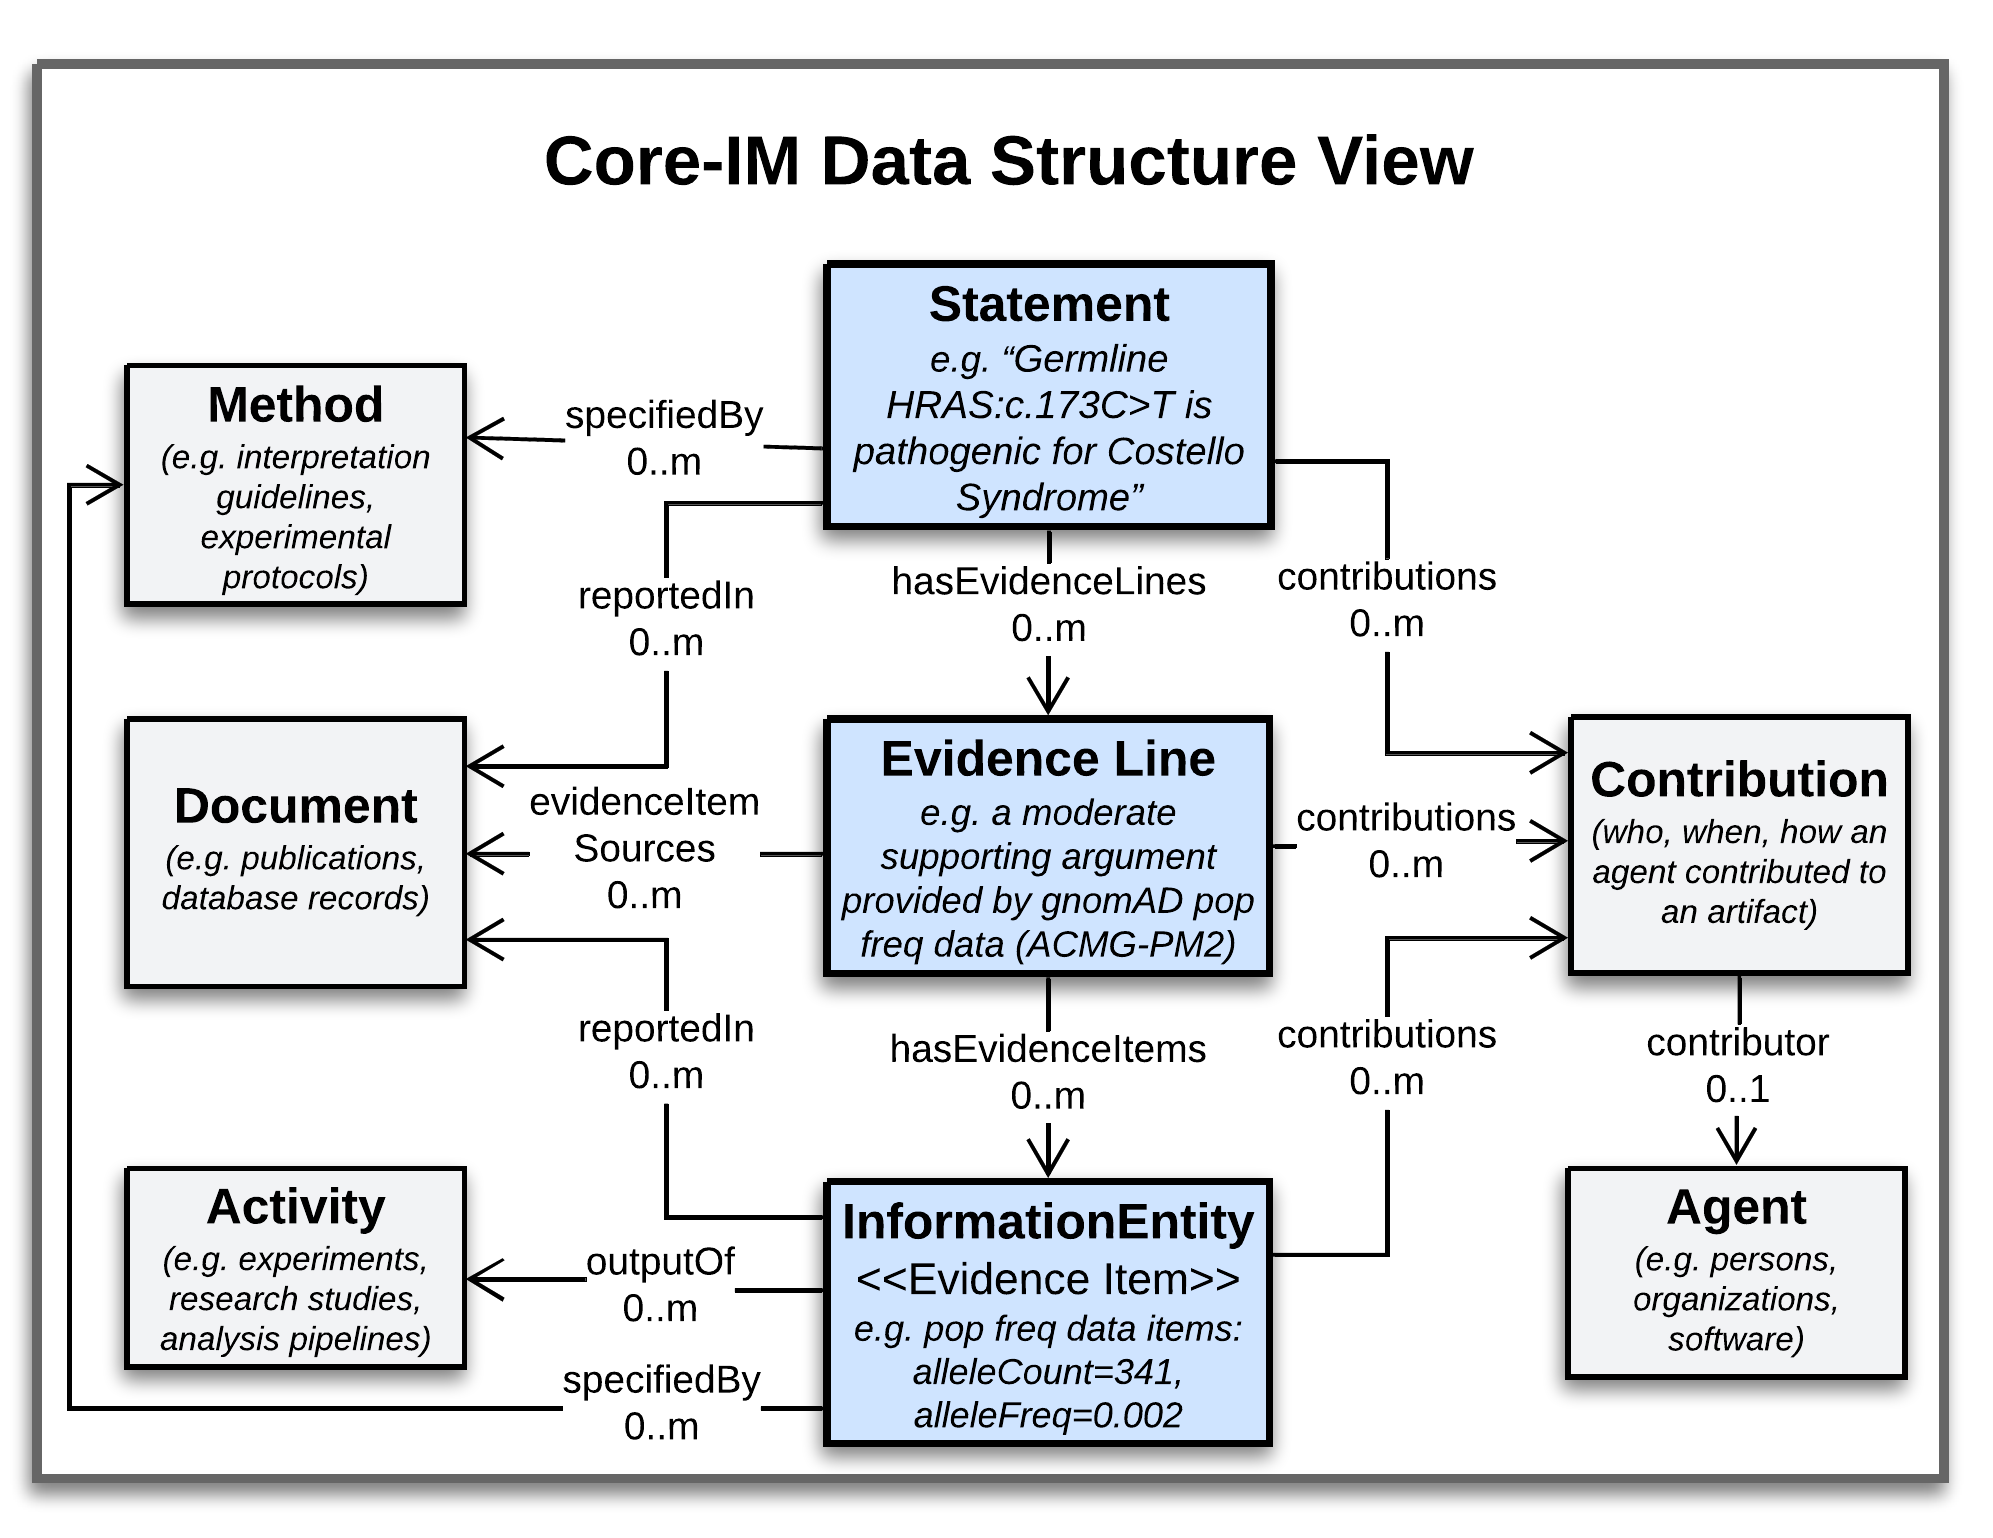 Core-IM Data Structure View
Statement
e.g. “Germline
HRAS:c.173C>T is
pathogenic for Costello
Syndrome”
Method
(e.g. interpretation
guidelines,
experimental
protocols)
specifiedBy
0..m
reportedIn
0..m
hasEvidenceLines
0..m
contributions
0..m
Document
(e.g. publications,
database records)
evidenceItem
Sources
0..m
Evidence Line
e.g. a moderate
supporting argument
provided by gnomAD pop
freq data (ACMG-PM2)
contributions
0..m
Contribution
(who, when, how an
agent contributed to
an artifact)
reportedIn
0..m
hasEvidenceItems
0..m
contributions
0..m
contributor
0..1
Activity
(e.g. experiments,
research studies,
analysis pipelines)
outputOf
0..m
specifiedBy
0..m
InformationEntity
<<Evidence Item>>
e.g. pop freq data items:
alleleCount=341,
alleleFreq=0.002
Agent
(e.g. persons,
organizations,
software)